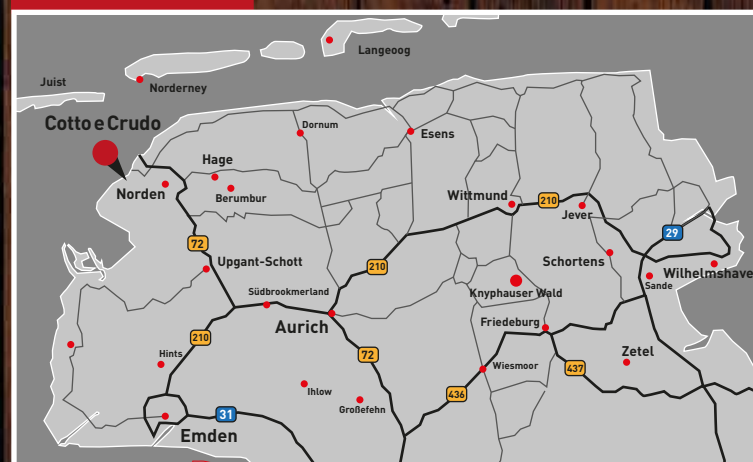 Langeoog
Juist
Norderney
Cotto e Crudo
Dornum
Esens
Hage
Norden
Berumbur
Wittmund
210
Jever
29
72
Upgant-Schott
210
Schortens
Wilhelmshave
Sande
Südbrookmerland
Knyphauser Wald
Aurich
Friedeburg
210
Hints
72
Zetel
Wiesmoor
437
Ihlow
436
Großefehn
31
Emden